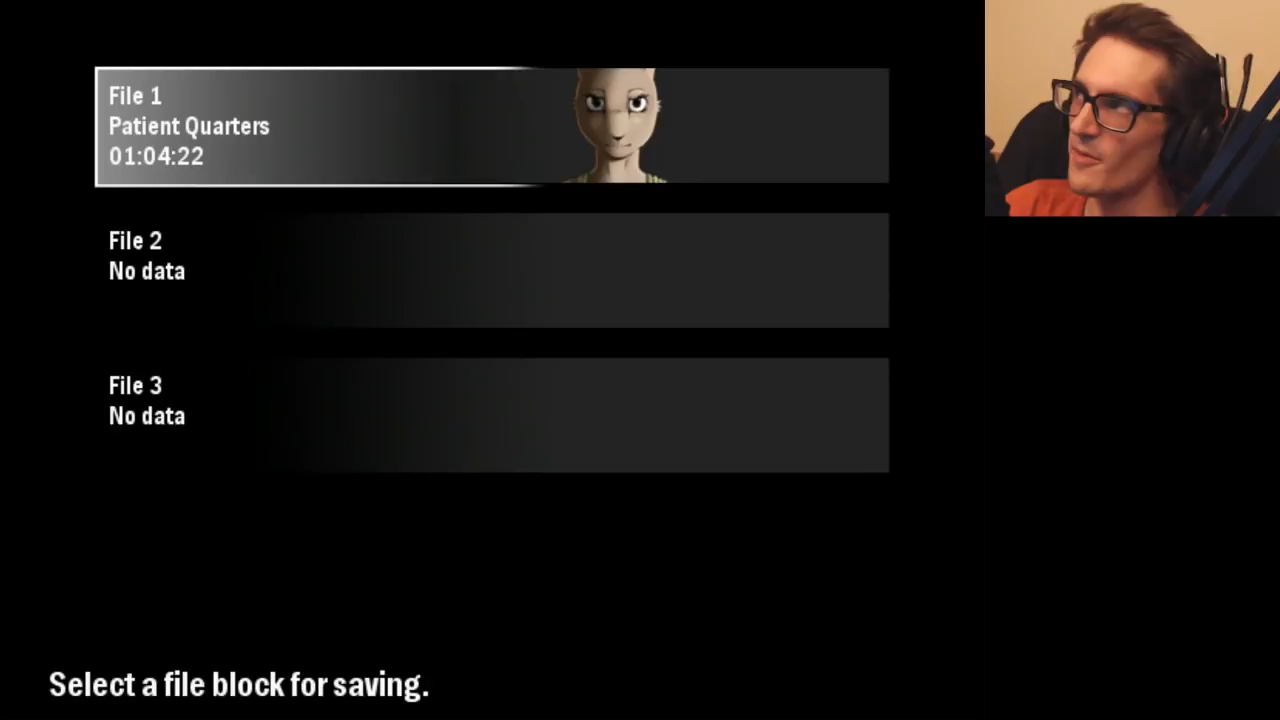 File 1
Patient Quarters
01:04:22
File 2
No data
File 3
No data
Select a file block for saving.